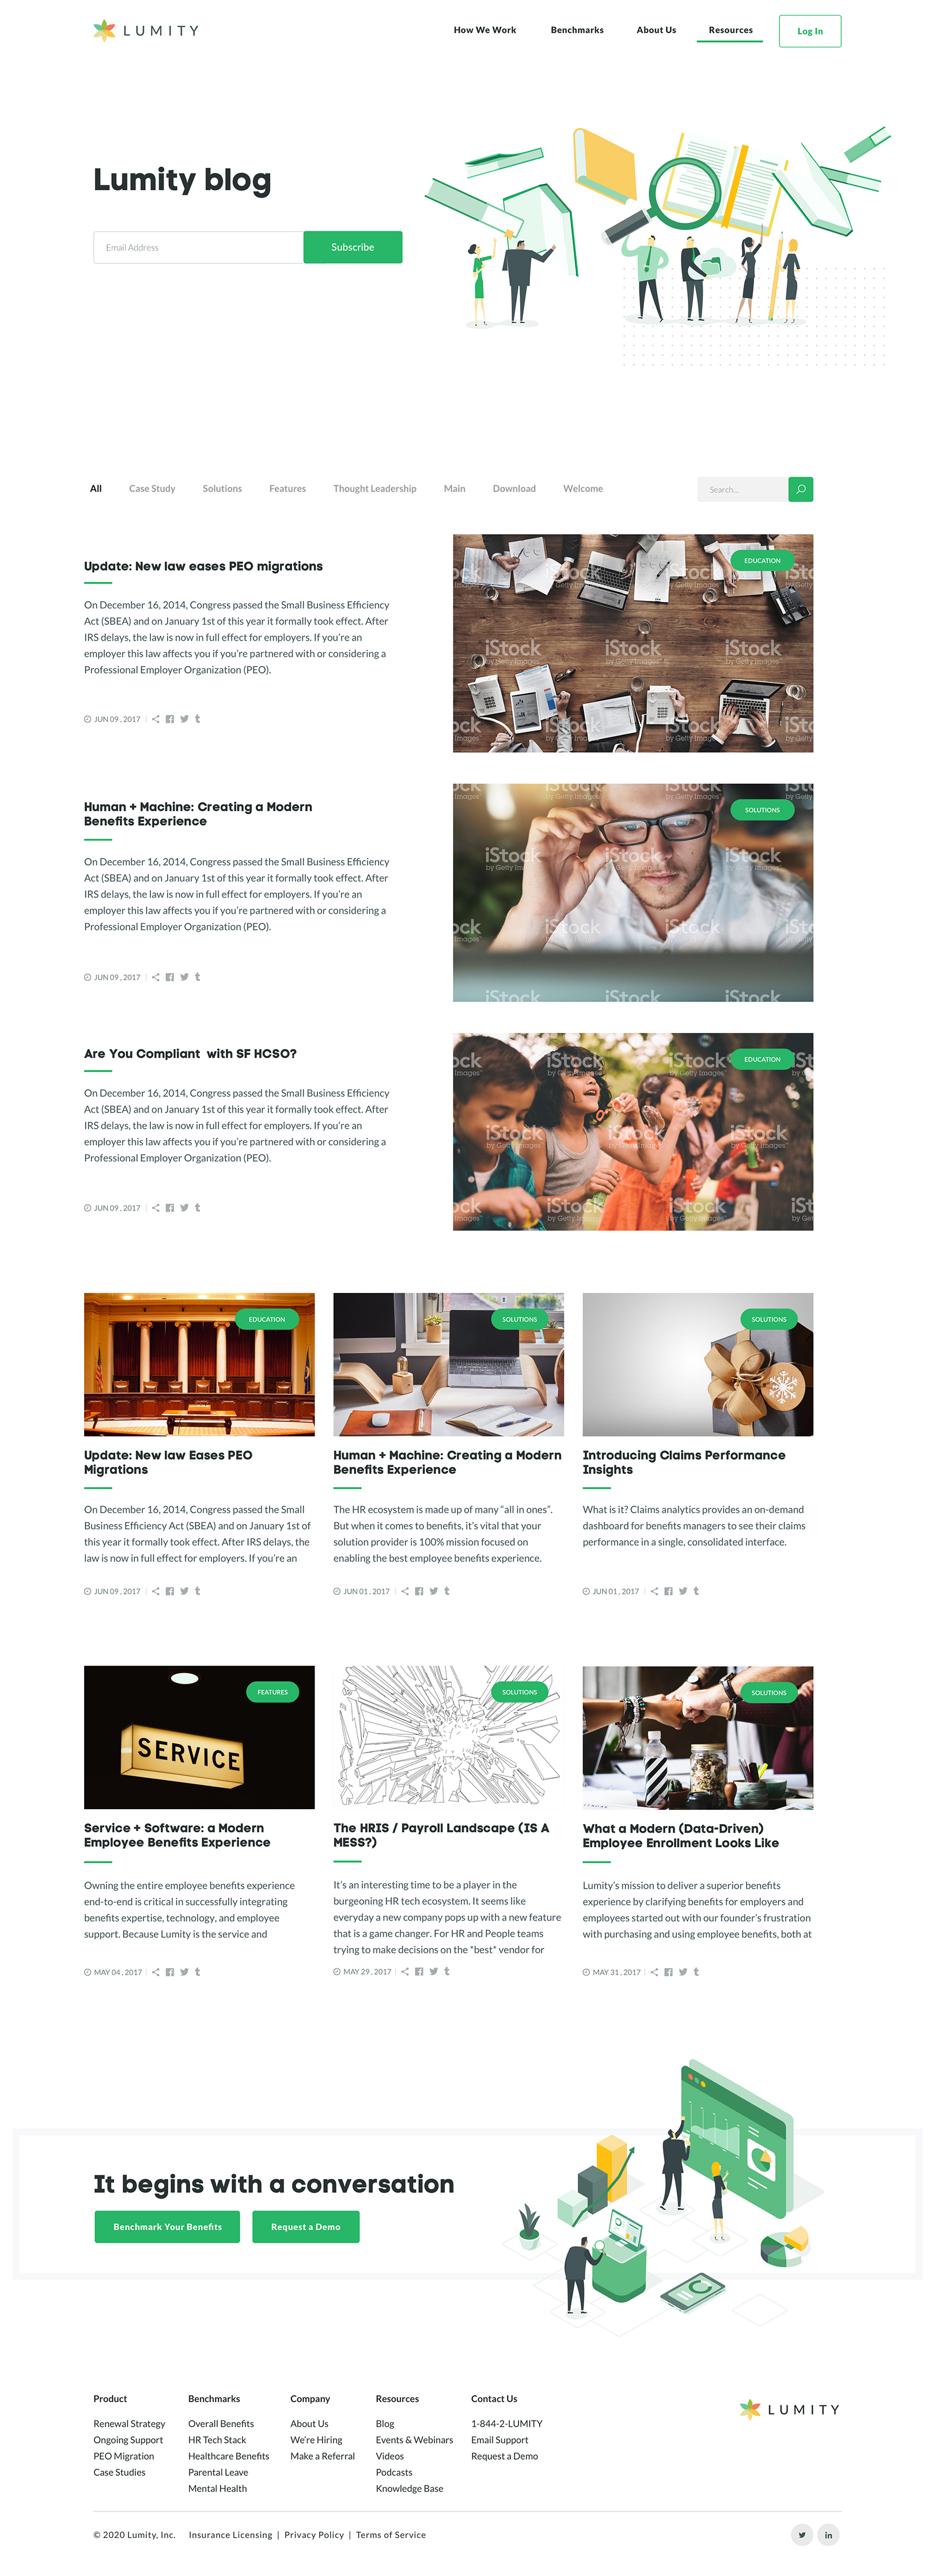 LUMITY
How We Work
Benchmarks
About Us
Resources
Log In
Lumity blog
Email Address
Subscribe
All
Case Study
Solutions
Features
Thought Leadership
Main
Download
Welcome
Search...
Update: New law eases PEO migrations
On December 16, 2014, Congress passed the Small Business Efficiency
Act (SBEA) and on January 1st of this year it formally took effect. After
IRS delays, the law is now in full effect for employers. If you're an
employer this law affects you if you're partnered with or considering a
Professional Employer Organization (PEO).
JUN 09, 2017
EDUCATION
iStock
by Getty Images
Human + Machine: Creating a Modern
Benefits Experience
On December 16, 2014, Congress passed the Small Business Efficiency
Act (SBEA) and on January 1st of this year it formally took effect. After
IRS delays, the law is now in full effect for employers. If you're an
employer this law affects you if you're partnered with or considering a
Professional Employer Organization (PEO).
JUN 09, 2017
SOLUTIONS
iStock
by Getty Images
Are You Compliant  with SF HCSO?
On December 16, 2014, Congress passed the Small Business Efficiency
Act (SBEA) and on January 1st of this year it formally took effect. After
IRS delays, the law is now in full effect for employers. If you're an
employer this law affects you if you're partnered with or considering a
Professional Employer Organization (PEO).
JUN 09, 2017
EDUCATION
iStock
by Getty Images
EDUCATION
Update: New law Eases PEO
Migrations
On December 16, 2014, Congress passed the Small
Business Efficiency Act (SBEA) and on January 1st of
this year it formally took effect. After IRS delays, the
law is now in full effect for employers. If you're an
JUN 09, 2017
SOLUTIONS
Human + Machine: Creating a Modern
Benefits Experience
The HR ecosystem is made up of many “all in ones”.
But when it comes to benefits, it's vital that your
solution provider is 100% mission focused on
enabling the best employee benefits experience.
JUN 01, 2017
SOLUTIONS
Introducing Claims Performance
Insights
What is it? Claims analytics provides an on-demand
dashboard for benefits managers to see their claims
performance in a single, consolidated interface.
JUN 01, 2017
FEATURES
SERVICE
Service + Software: a Modern
Employee Benefits Experience
Owning the entire employee benefits experience
end-to-end is critical in successfully integrating
benefits expertise, technology, and employee
support. Because Lumity is the service and
MAY 04, 2017
SOLUTIONS
The HRIS / Payroll Landscape (IS A
MESS?)
It's an interesting time to be a player in the
burgeoning HR tech ecosystem. It seems like
everyday a new company pops up with a new feature
that is a game changer. For HR and People teams
trying to make decisions on the *best* vendor for
MAY 29, 2017
SOLUTIONS
What a Modern (Data-Driven)
Employee Enrollment Looks Like
Lumity's mission to deliver a superior benefits
experience by clarifying benefits for employers and
employees started out with our founder's frustration
with purchasing and using employee benefits, both at
MAY 31, 2017
It begins with a conversation
Benchmark Your Benefits
Request a Demo
Product
Renewal Strategy
Ongoing Support
PEO Migration
Case Studies
Benchmarks
Overall Benefits
HR Tech Stack
Healthcare Benefits
Parental Leave
Mental Health
Company
About Us
We're Hiring
Make a Referral
Resources
Blog
Events & Webinars
Videos
Podcasts
Knowledge Base
Contact Us
1-844-2-LUMITY
Email Support
Request a Demo
LUMITY
© 2020 Lumity, Inc.
Insurance Licensing | Privacy Policy | Terms of Service